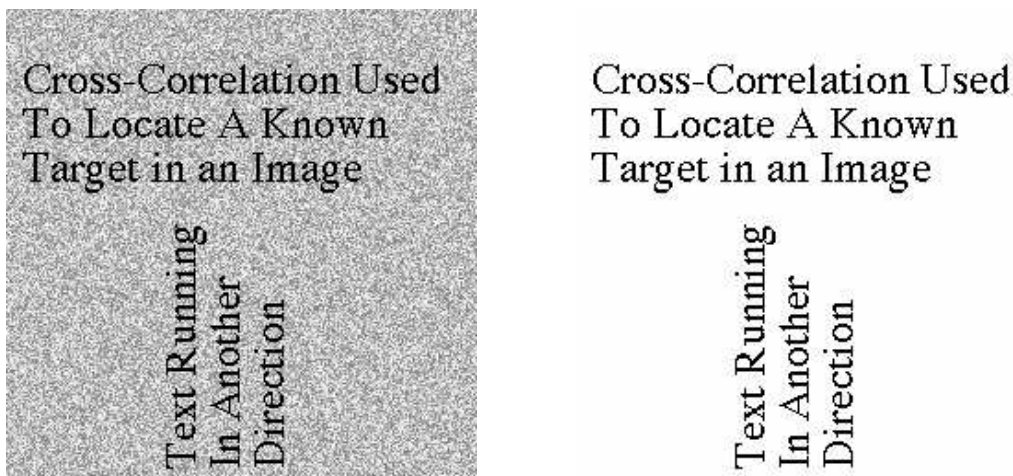 Cross-Correlation Used
To Locate A Known
Target in an Image
Text Running
In Another
Direction
Cross-Correlation Used
To Locate A Known
Target in an Image
Text Running
In Another
Direction